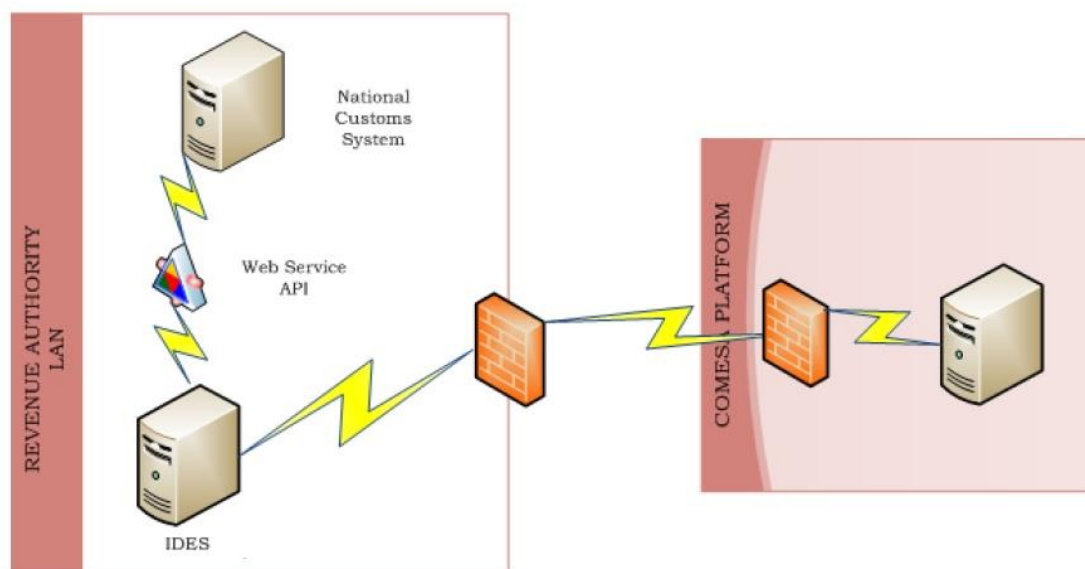 REVENUE AUTHORITY
LAN
National
Customs
System
Web Service
API
IDES
COMESA PLATFORM